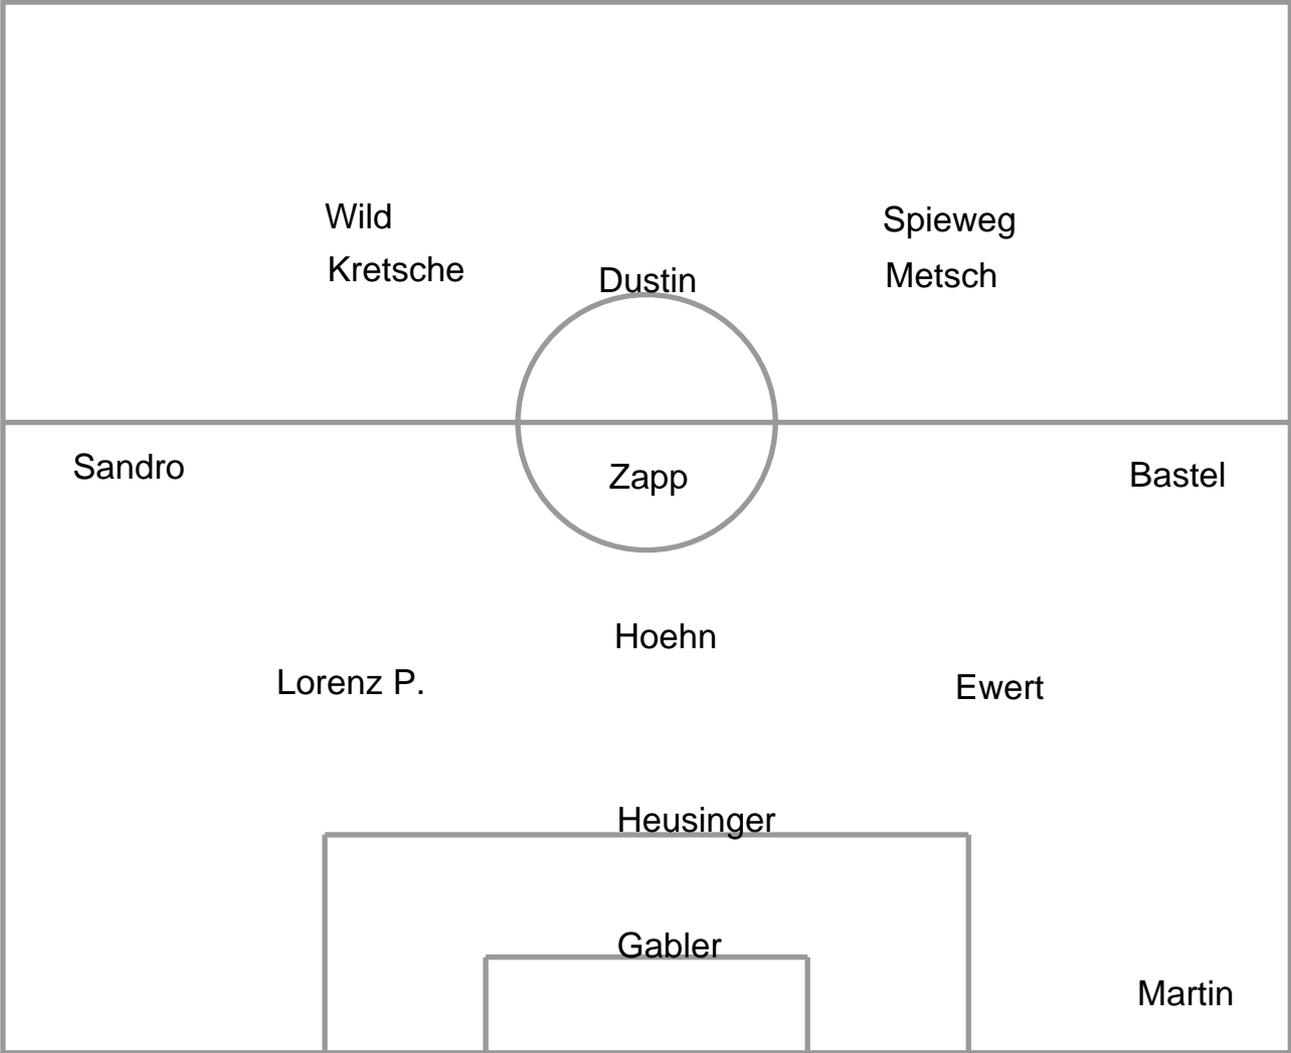 Wild
Spieweg
Kretsche
Dustin
Metsch
Sandro
Zapp
Bastel
Hoehn
Lorenz P.
Ewert
Heusinger
Gabler
Martin